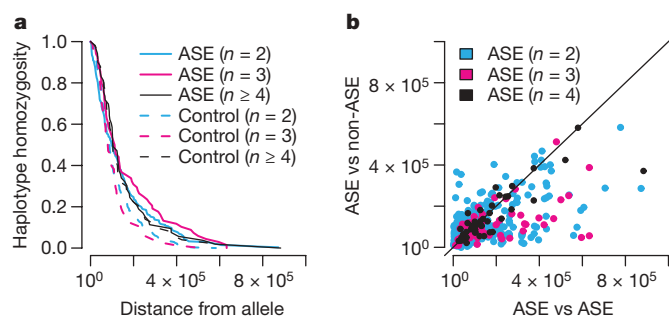 a
Haplotype homozygosity
1.0
0.8
0.6
0.4
0.2
0.0
ASE (n = 2)
ASE (n = 3)
ASE (n ≥ 4)
Control (n = 2)
Control (n = 3)
Control (n ≥ 4)
10⁰
4 × 10⁵
8 × 10⁵
Distance from allele
b
ASE vs non-ASE
8 × 10⁵
4 × 10⁵
10⁰
ASE (n = 2)
ASE (n = 3)
ASE (n = 4)
10⁰
4 × 10⁵
8 × 10⁵
ASE vs ASE